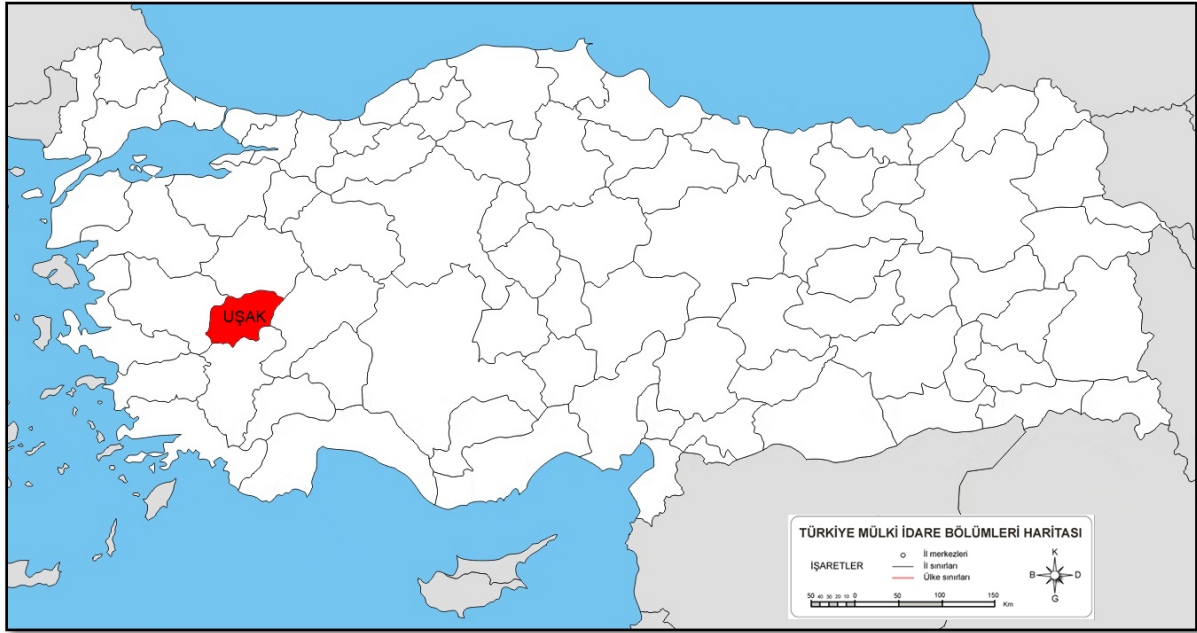 UŞAK
TÜRKİYE MÜLKİ İDARE BÖLÜMLERİ HARİTASI
İŞARETLER
İl merkezleri
İl sınırları
Ülke sınırları
K
B D
G
50 40 30 20 10 0 50 100 150
Km